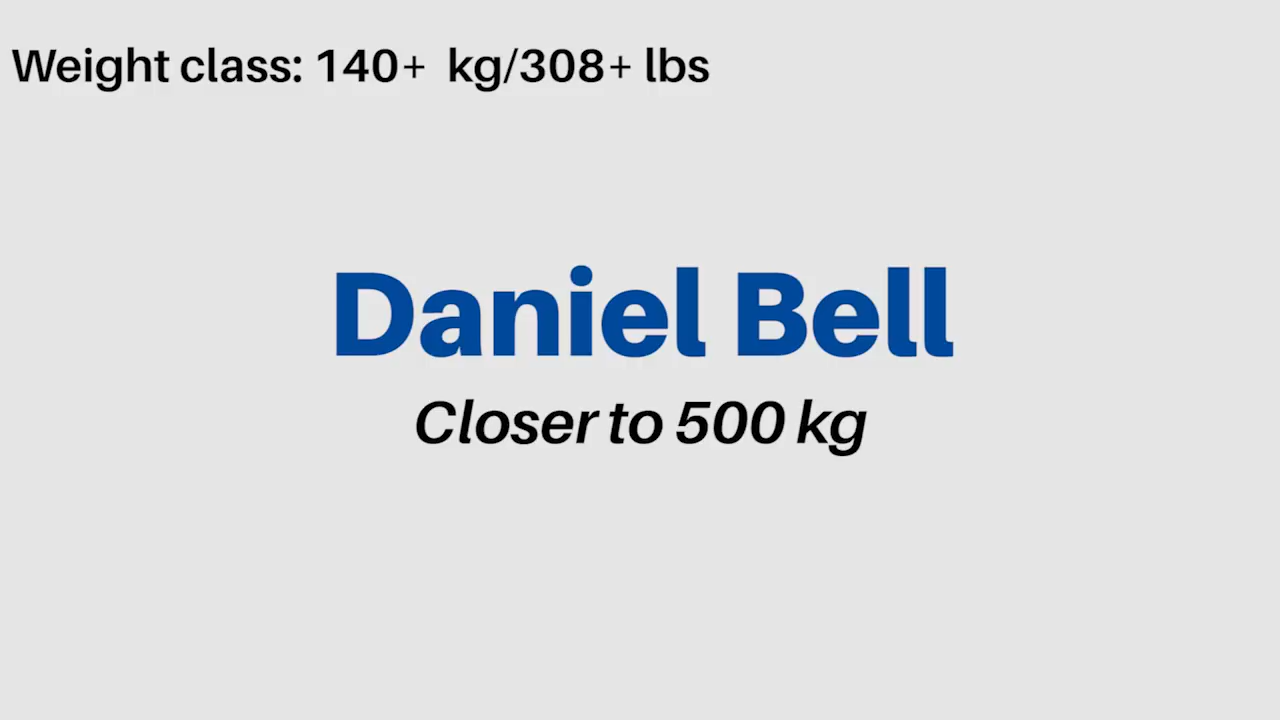 Weight class: 140+ kg/308+ lbs
Daniel Bell
Closer to 500 kg